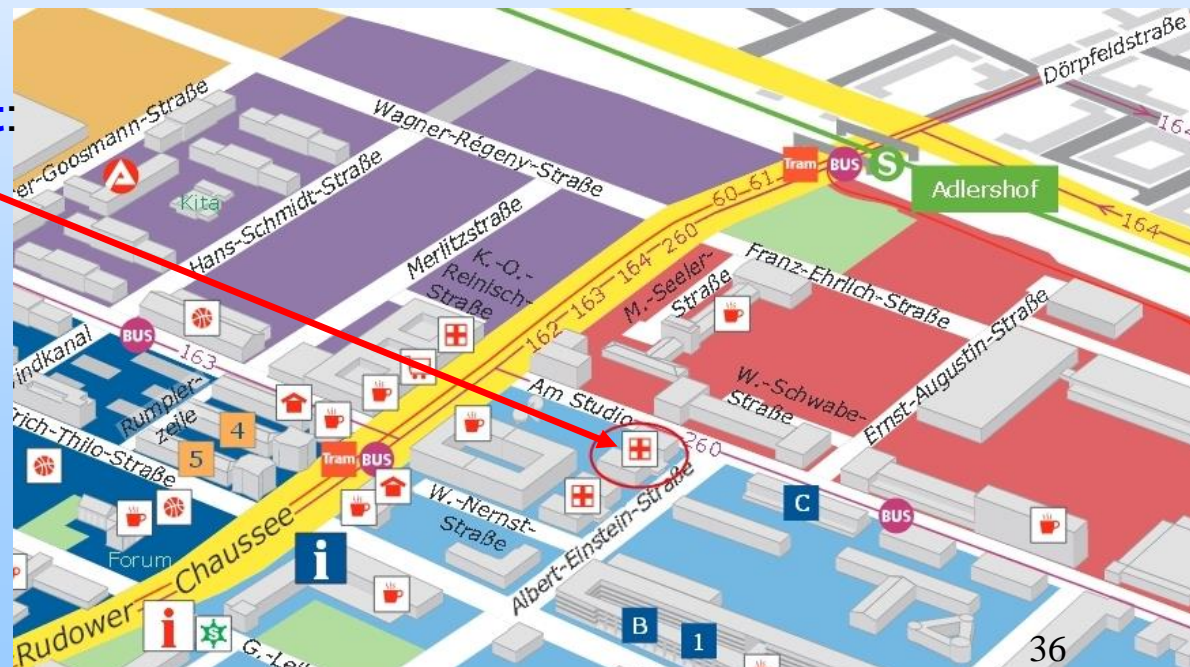 Dörpfeldstraße
164
Wagner-Régeny-Straße
er-Goosmann-Straße
Kita
Hans-Schmidt-Straße
Merlitzstraße
K.-O.-
Reinisch-
Straße
60 61
Tram
BUS
S
Adlershof
164
162 163 164 260
M.-Seeler-
Straße
Franz-Ehrlich-Straße
Ernst-Augustin-Straße
W.-Schwabe-
Straße
BUS
163
indkanal
Rumpler-
zeile
rich-Thilo-Straße
4
5
Am Studio
260
Tram
BUS
W.-Nernst-
Straße
Albert-Einstein-Straße
C
BUS
Forum
Rudower Chaussee
i
i
S
B
1
36